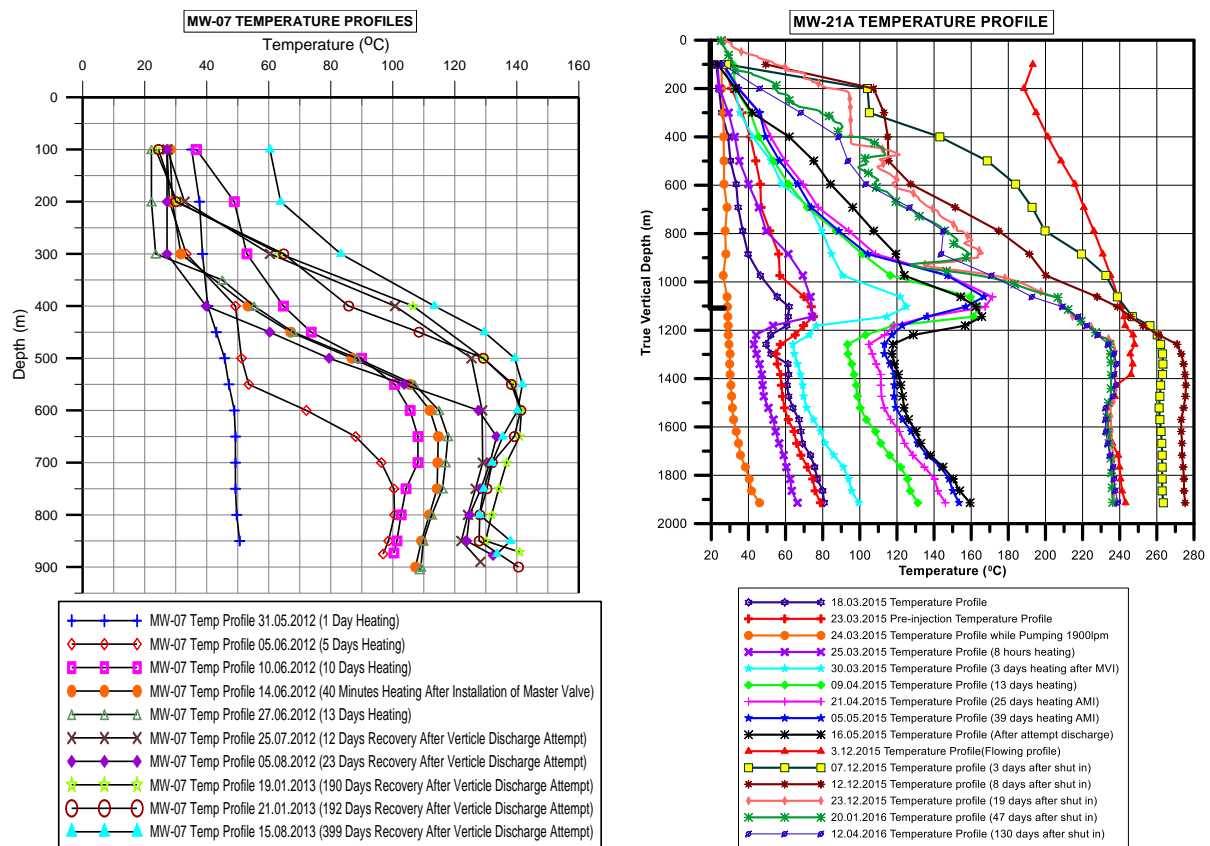 MW-07 TEMPERATURE PROFILES
Temperature (OC)
0 20 40 60 80 100 120 140 160
0
100
200
300
400
500
600
700
800
900
Depth (m)
MW-07 Temp Profile 31.05.2012 (1 Day Heating)
MW-07 Temp Profile 05.06.2012 (5 Days Heating)
MW-07 Temp Profile 10.06.2012 (10 Days Heating)
MW-07 Temp Profile 14.06.2012 (40 Minutes Heating After Installation of Master Valve)
MW-07 Temp Profile 27.06.2012 (13 Days Heating)
MW-07 Temp Profile 25.07.2012 (12 Days Recovery After Verticle Discharge Attempt)
MW-07 Temp Profile 05.08.2012 (23 Days Recovery After Verticle Discharge Attempt)
MW-07 Temp Profile 19.01.2013 (190 Days Recovery After Verticle Discharge Attempt)
MW-07 Temp Profile 21.01.2013 (192 Days Recovery After Verticle Discharge Attempt)
MW-07 Temp Profile 15.08.2013 (399 Days Recovery After Verticle Discharge Attempt)
MW-21A TEMPERATURE PROFILE
0
200
400
600
800
1000
1200
1400
1600
1800
2000
True Vertical Depth (m)
20 40 60 80 100 120 140 160 180 200 220 240 260 280
Temperature (⁰C)
18.03.2015 Temperature Profile
23.03.2015 Pre-injection Temperature Profile
24.03.2015 Temperature Profile while Pumping 1900lpm
25.03.2015 Temperature Profile (8 hours heating)
30.03.2015 Temperature Profile (3 days heating after MVI)
09.04.2015 Temperature Profile (13 days heating)
21.04.2015 Temperature Profile (25 days heating AMI)
05.05.2015 Temperature Profile (39 days heating AMI)
16.05.2015 Temperature Profile (After attempt discharge)
3.12.2015 Temperature Profile(Flowing profile)
07.12.2015 Temperature profile (3 days after shut in)
12.12.2015 Temperature profile (8 days after shut in)
23.12.2015 Temperature profile (19 days after shut in)
20.01.2016 Temperature profile (47 days after shut in)
12.04.2016 Temperature Profile (130 days after shut in)